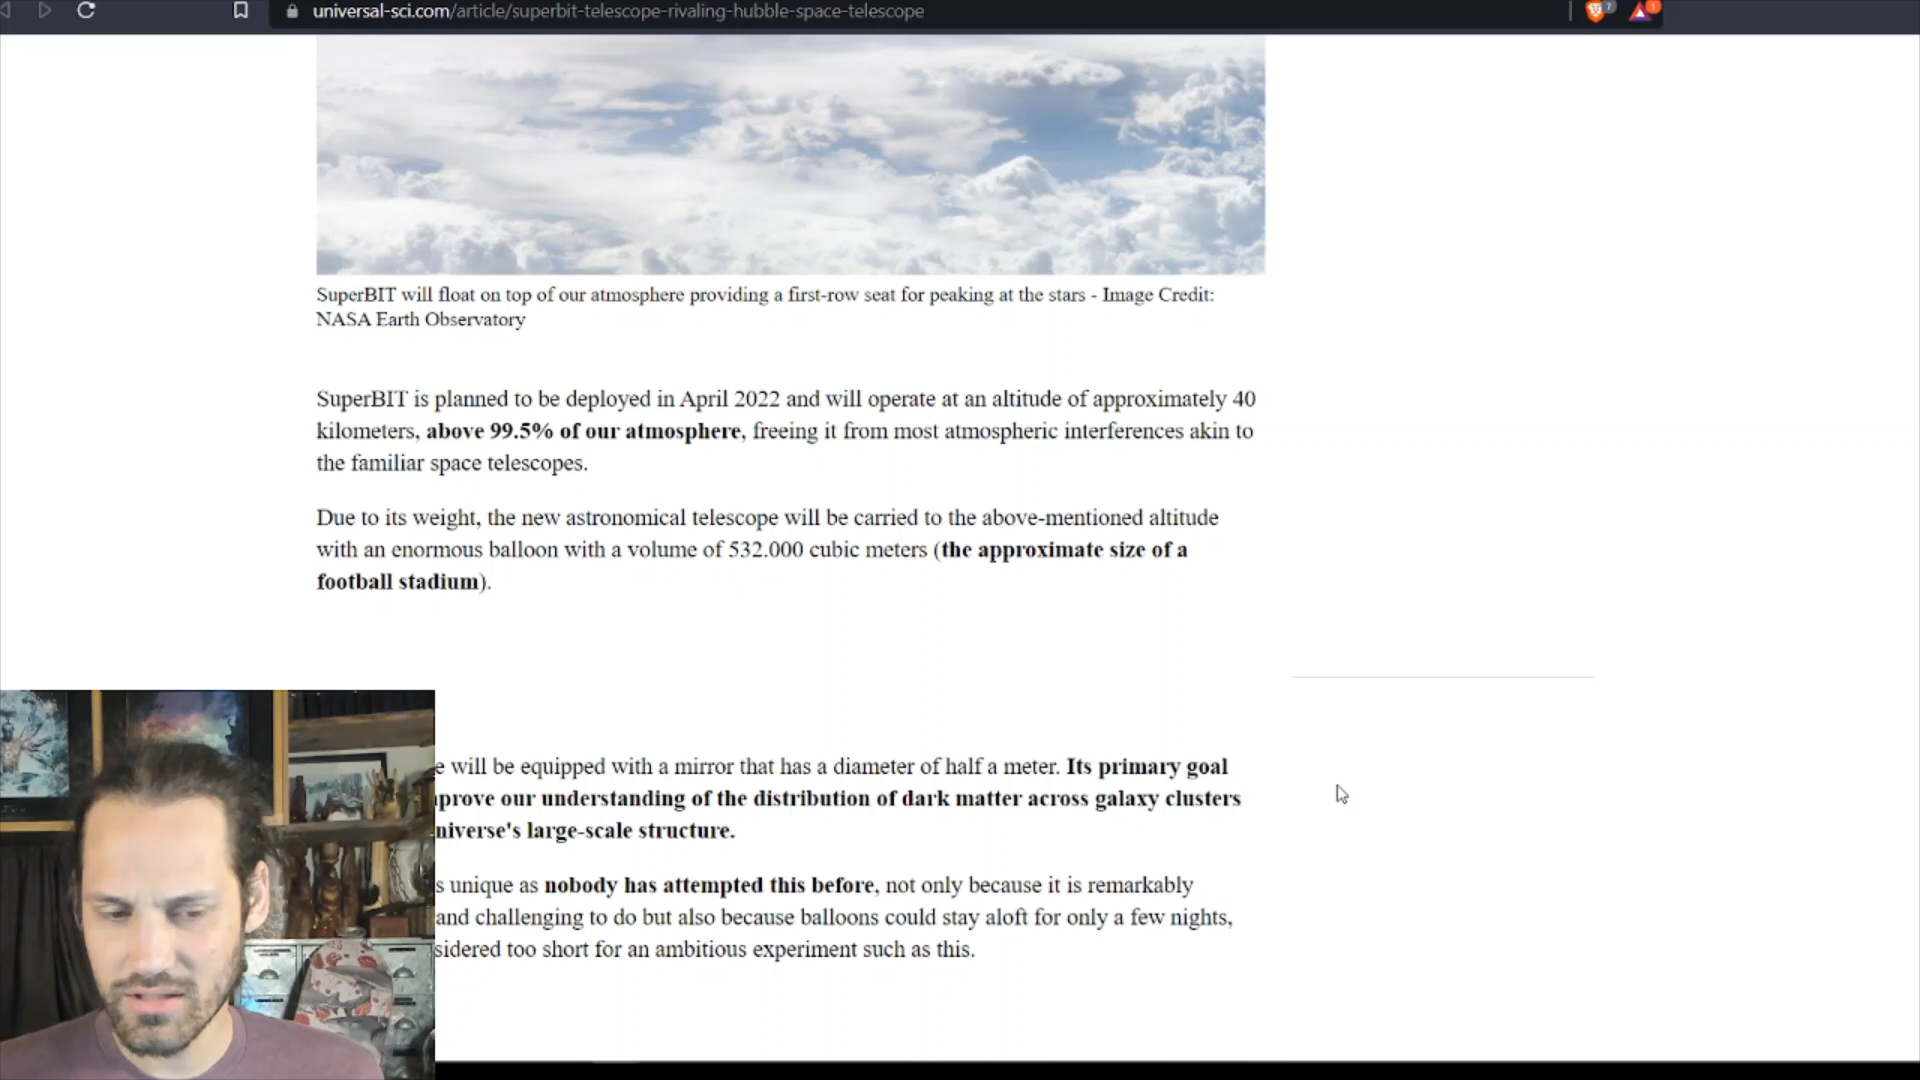 universal-sci.com/article/superbit-telescope-rivaling-hubble-space-telescope
SuperBIT will float on top of our atmosphere providing a first-row seat for peaking at the stars - Image Credit:
NASA Earth Observatory
SuperBIT is planned to be deployed in April 2022 and will operate at an altitude of approximately 40
kilometers, above 99.5% of our atmosphere, freeing it from most atmospheric interferences akin to
the familiar space telescopes.
Due to its weight, the new astronomical telescope will be carried to the above-mentioned altitude
with an enormous balloon with a volume of 532.000 cubic meters (the approximate size of a
football stadium).
e will be equipped with a mirror that has a diameter of half a meter. Its primary goal
prove our understanding of the distribution of dark matter across galaxy clusters
niverse's large-scale structure.
s unique as nobody has attempted this before, not only because it is remarkably
and challenging to do but also because balloons could stay aloft for only a few nights,
sidered too short for an ambitious experiment such as this.